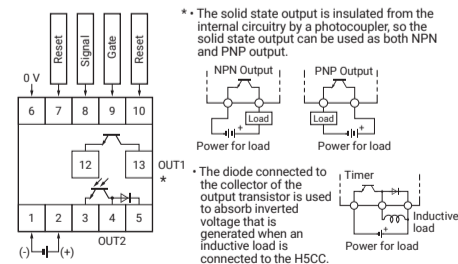 Reset
Signal
Gate
Reset
0 V
6 7 8 9 10
12 13 OUT1
*
1 2 3 4 5
OUT2
(-) (+)
* • The solid state output is insulated from the
internal circuitry by a photocoupler, so the
solid state output can be used as both NPN
and PNP output.
NPN Output PNP Output
Load Load
+ +
Power for load Power for load
• The diode connected to
the collector of the
output transistor is used
to absorb inverted
voltage that is
generated when an
inductive load is
connected to the H5CC.
Timer
Inductive
load
+
Power for load